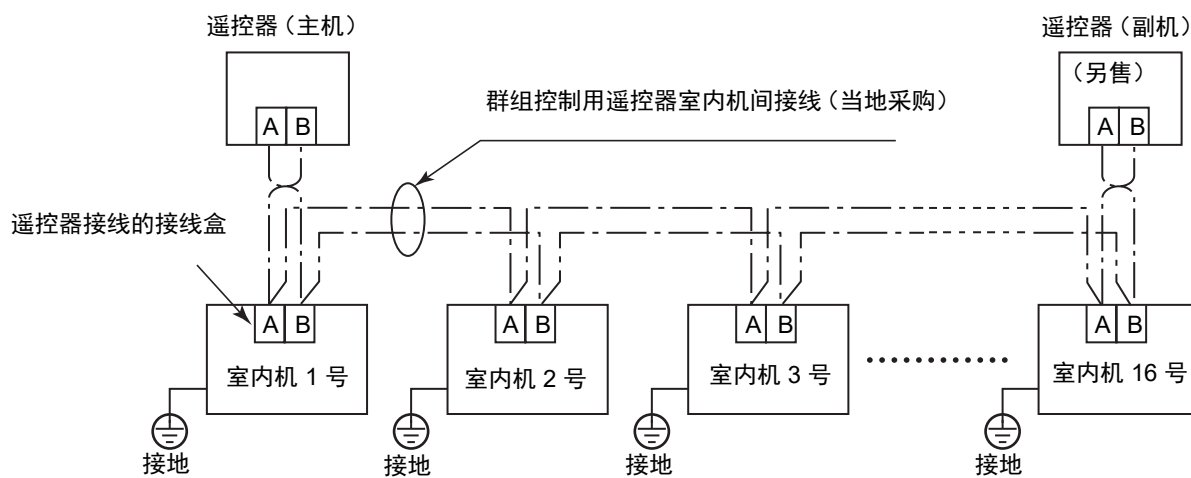 遥控器（主机）
遥控器（副机）
（另售）
群组控制用遥控器室内机间接线（当地采购）
A B
A B
遥控器接线的接线盒
A B
A B
A B
A B
室内机 1 号
室内机 2 号
室内机 3 号
室内机 16 号
接地
接地
接地
接地